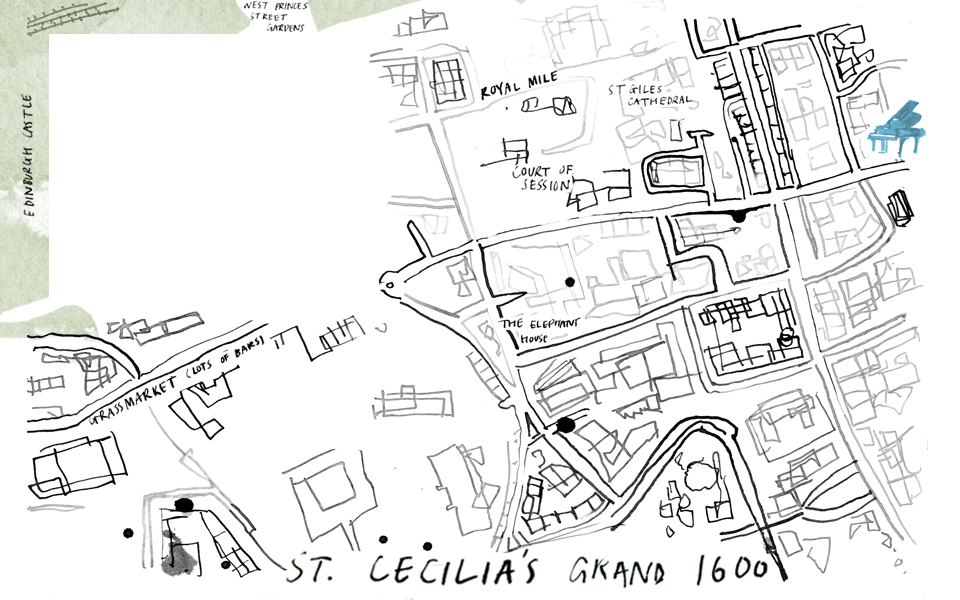 WEST PRINCES
STREET
GARDENS
EDINBURGH CASTLE
ROYAL MILE
ST GILES
CATHEDRAL
COURT OF
SESSION
THE ELEPHANT
HOUSE
GRASSMARKET (LOTS OF BARS)
ST. CECILIA'S GRAND 1600